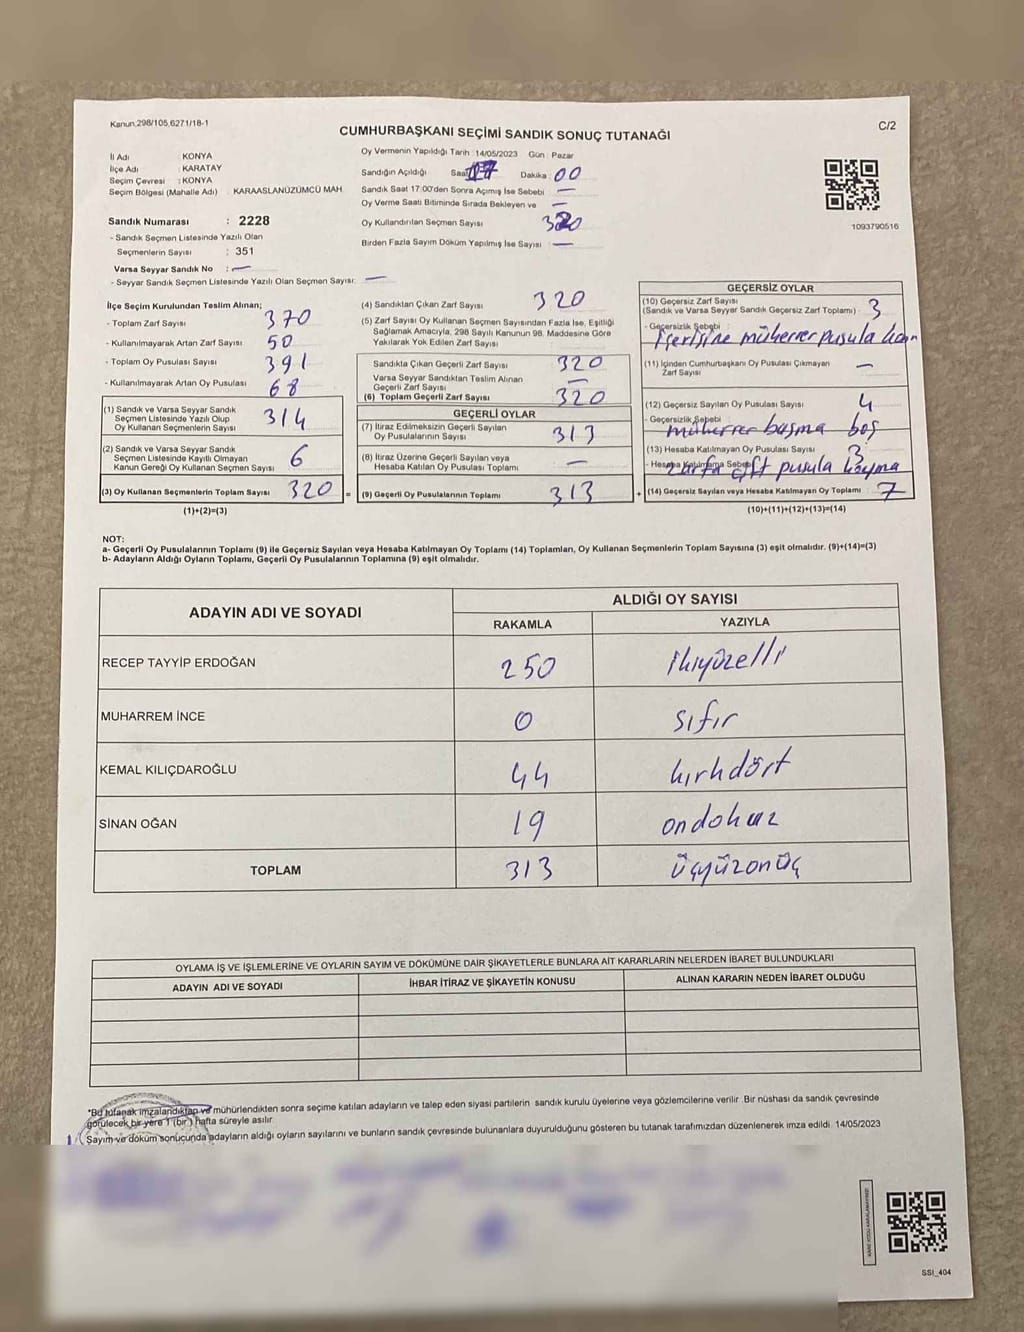 Kanun 298/105,6271/18-1
CUMHURBAŞKANI SEÇİMİ SANDIK SONUÇ TUTANAĞI
C/2
İl Adı KONYA
İlçe Adı : KARATAY
Seçim Çevresi : KONYA
Seçim Bölgesi (Mahalle Adı) : KARAASLANÜZÜMCÜ MAH.
Sandık Numarası : 2228
- Sandık Seçmen Listesinde Yazılı Olan
Seçmenlerin Sayısı : 351
Varsa Seyyar Sandık No : —
- Seyyar Sandık Seçmen Listesinde Yazılı Olan Seçmen Sayısı: —
Oy Vermenin Yapıldığı Tarih : 14/05/2023 Gün : Pazar
Sandığın Açıldığı Saat 17 Dakika : 00
Sandık Saat 17:00'den Sonra Açımış İse Sebebi —
Oy Verme Saati Bitiminde Sırada Bekleyen ve —
Oy Kullandırılan Seçmen Sayısı 320
Birden Fazla Sayım Döküm Yapılmış İse Sayısı : —
1093790516
İlçe Seçim Kurulundan Teslim Alınan;
- Toplam Zarf Sayısı 370
- Kullanılmayarak Artan Zarf Sayısı 50
- Toplam Oy Pusulası Sayısı 391
- Kullanılmayarak Artan Oy Pusulası 68
(1) Sandık ve Varsa Seyyar Sandık
Seçmen Listesinde Yazılı Olup
Oy Kullanan Seçmenlerin Sayısı 314
(2) Sandık ve Varsa Seyyar Sandık
Seçmen Listesinde Kayıtlı Olmayan
Kanun Gereği Oy Kullanan Seçmen Sayısı 6
(3) Oy Kullanan Seçmenlerin Toplam Sayısı 320 =
(1)+(2)=(3)
(4) Sandıktan Çıkan Zarf Sayısı 320
(5) Zarf Sayısı Oy Kullanan Seçmen Sayısından Fazla İse, Eşitliği
Sağlamak Amacıyla, 298 Sayılı Kanunun 98. Maddesine Göre
Yakılarak Yok Edilen Zarf Sayısı
Sandıkta Çıkan Geçerli Zarf Sayısı 320
Varsa Seyyar Sandıktan Teslim Alınan
Geçerli Zarf Sayısı —
(6) Toplam Geçerli Zarf Sayısı 320
GEÇERLİ OYLAR
(7) İtiraz Edilmeksizin Geçerli Sayılan
Oy Pusulalarının Sayısı 313
(8) İtiraz Üzerine Geçerli Sayılan veya
Hesaba Katılan Oy Pusulası Toplamı —
(9) Geçerli Oy Pusulalarının Toplamı 313 +
GEÇERSİZ OYLAR
(10) Geçersiz Zarf Sayısı
(Sandık ve Varsa Seyyar Sandık Geçersiz Zarf Toplamı) : 3
- Geçersizlik Sebebi :
içerisine mükerrer pusula
(11) İçinden Cumhurbaşkanı Oy Pusulası Çıkmayan
Zarf Sayısı —
(12) Geçersiz Sayılan Oy Pusulası Sayısı 4
- Geçersizlik Sebebi :
mükerrer basma boş
(13) Hesaba Katılmayan Oy Pusulası Sayısı 3
- Hesaba Katılmama Sebebi
zarfa çift pusula koyma
(14) Geçersiz Sayılan veya Hesaba Katılmayan Oy Toplamı 7
(10)+(11)+(12)+(13)=(14)
NOT:
a- Geçerli Oy Pusulalarının Toplamı (9) ile Geçersiz Sayılan veya Hesaba Katılmayan Oy Toplamı (14) Toplamları, Oy Kullanan Seçmenlerin Toplam Sayısına (3) eşit olmalıdır. (9)+(14)=(3)
b- Adayların Aldığı Oyların Toplamı, Geçerli Oy Pusulalarının Toplamına (9) eşit olmalıdır.
ADAYIN ADI VE SOYADI ALDIĞI OY SAYISI
RAKAMLA YAZIYLA
RECEP TAYYİP ERDOĞAN 250 ikiyüzelli
MUHARREM İNCE 0 sıfır
KEMAL KILIÇDAROĞLU 44 kırkdört
SİNAN OĞAN 19 ondokuz
TOPLAM 313 üçyüzonüç
OYLAMA İŞ VE İŞLEMLERİNE VE OYLARIN SAYIM VE DÖKÜMÜNE DAİR ŞİKAYETLERLE BUNLARA AİT KARARLARIN NELERDEN İBARET BULUNDUKLARI
ADAYIN ADI VE SOYADI İHBAR İTİRAZ VE ŞİKAYETİN KONUSU ALINAN KARARIN NEDEN İBARET OLDUĞU
*Bu tutanak imzalandıktan ve mühürlendikten sonra seçime katılan adayların ve talep eden siyasi partilerin sandık kurulu üyelerine veya gözlemcilerine verilir. Bir nüshası da sandık çevresinde
görülecek bir yere 1 (bir) hafta süreyle asılır.
Sayım ve döküm sonucunda adayların aldığı oyların sayılarını ve bunların sandık çevresinde bulunanlara duyurulduğunu gösteren bu tutanak tarafımızdan düzenlenerek imza edildi. 14/05/2023
SSI_404